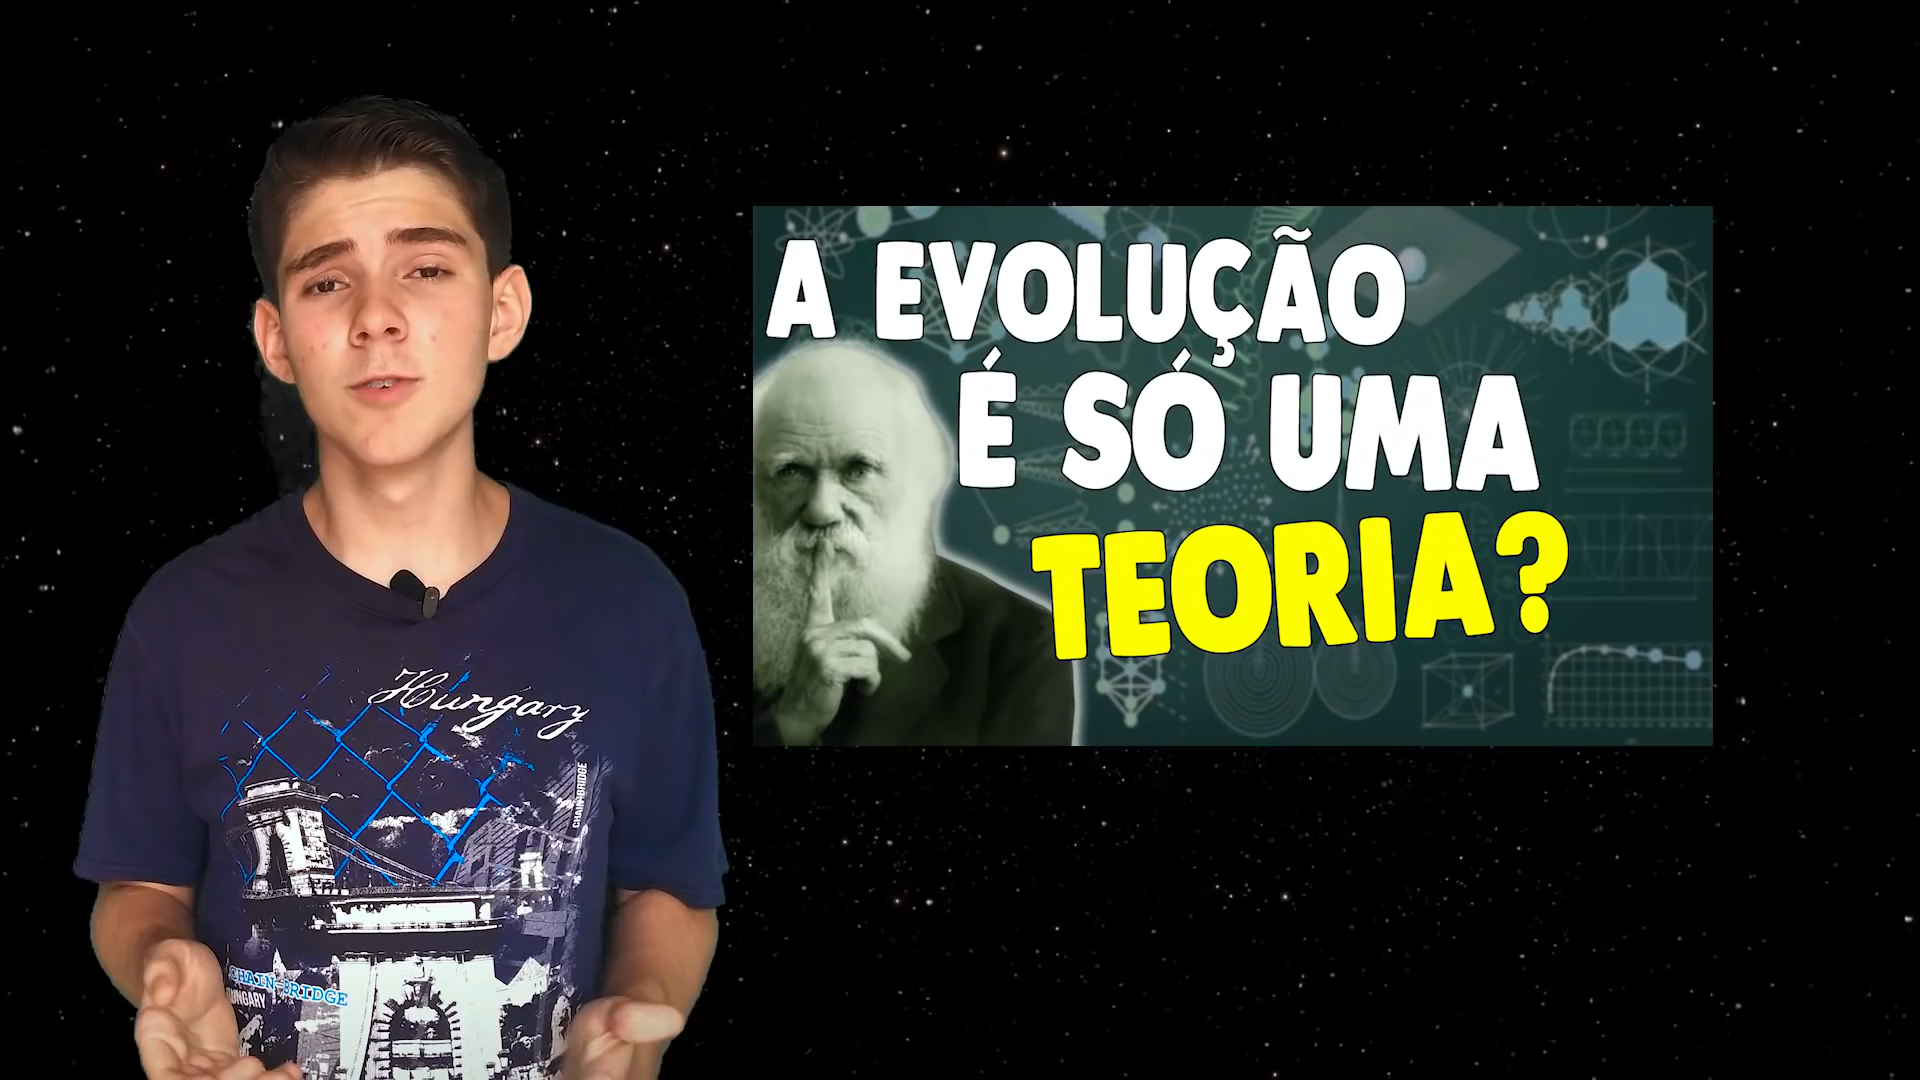 A EVOLUÇÃO
É SÓ UMA
TEORIA?
Hungary
CHAIN-BRIDGE
CHAIN-BRIDGE
HUNGARY